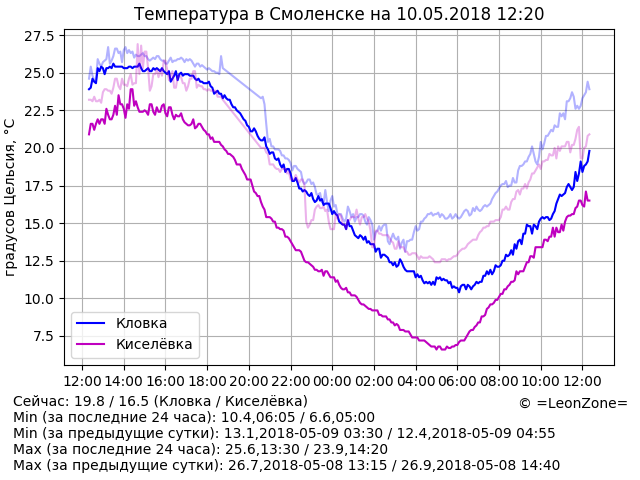 Температура в Смоленске на 10.05.2018 12:20
27.5
25.0
22.5
20.0
17.5
15.0
12.5
10.0
7.5
градусов Цельсия, °C
Кловка
Киселёвка
12:00 14:00 16:00 18:00 20:00 22:00 00:00 02:00 04:00 06:00 08:00 10:00 12:00
Сейчас: 19.8 / 16.5 (Кловка / Киселёвка)
© =LeonZone=
Min (за последние 24 часа): 10.4,06:05 / 6.6,05:00
Min (за предыдущие сутки): 13.1,2018-05-09 03:30 / 12.4,2018-05-09 04:55
Max (за последние 24 часа): 25.6,13:30 / 23.9,14:20
Max (за предыдущие сутки): 26.7,2018-05-08 13:15 / 26.9,2018-05-08 14:40